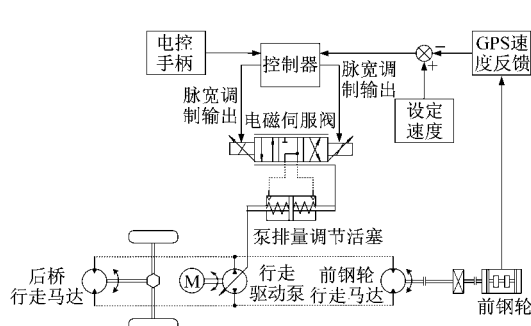 电控
手柄
控制器
GPS速
度反馈
脉宽调
制输出
脉宽调
制输出
设定
速度
电磁伺服阀
泵排量调节活塞
后桥
行走马达
M
行走
驱动泵
前钢轮
行走马达
前钢轮